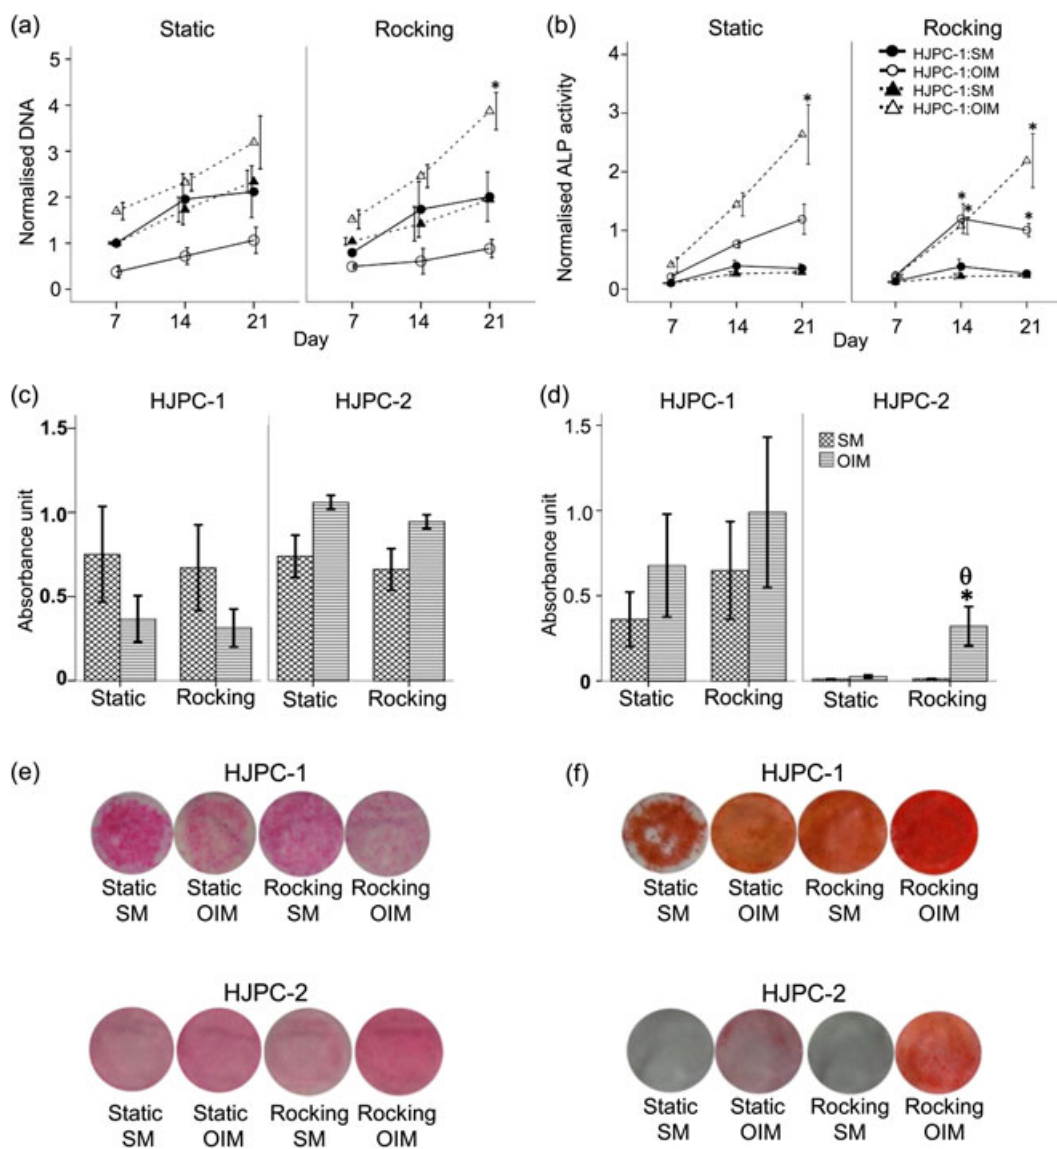 (a)
Static
Rocking
5
4
3
2
1
0
Normalised DNA
*
7
14
21
7
14
21
Day
(b)
Static
Rocking
4
3
2
1
0
Normalised ALP activity
HJPC-1:SM
HJPC-1:OIM
HJPC-1:SM
HJPC-1:OIM
*
*
*
*
*
7
14
21
7
14
21
Day
(c)
HJPC-1
HJPC-2
1.5
1.0
0.5
0
Absorbance unit
Static
Rocking
Static
Rocking
(d)
HJPC-1
HJPC-2
1.5
1.0
0.5
0
Absorbance unit
SM
OIM
θ
*
Static
Rocking
Static
Rocking
(e)
HJPC-1
Static SM
Static OIM
Rocking SM
Rocking OIM
HJPC-2
Static SM
Static OIM
Rocking SM
Rocking OIM
(f)
HJPC-1
Static SM
Static OIM
Rocking SM
Rocking OIM
HJPC-2
Static SM
Static OIM
Rocking SM
Rocking OIM